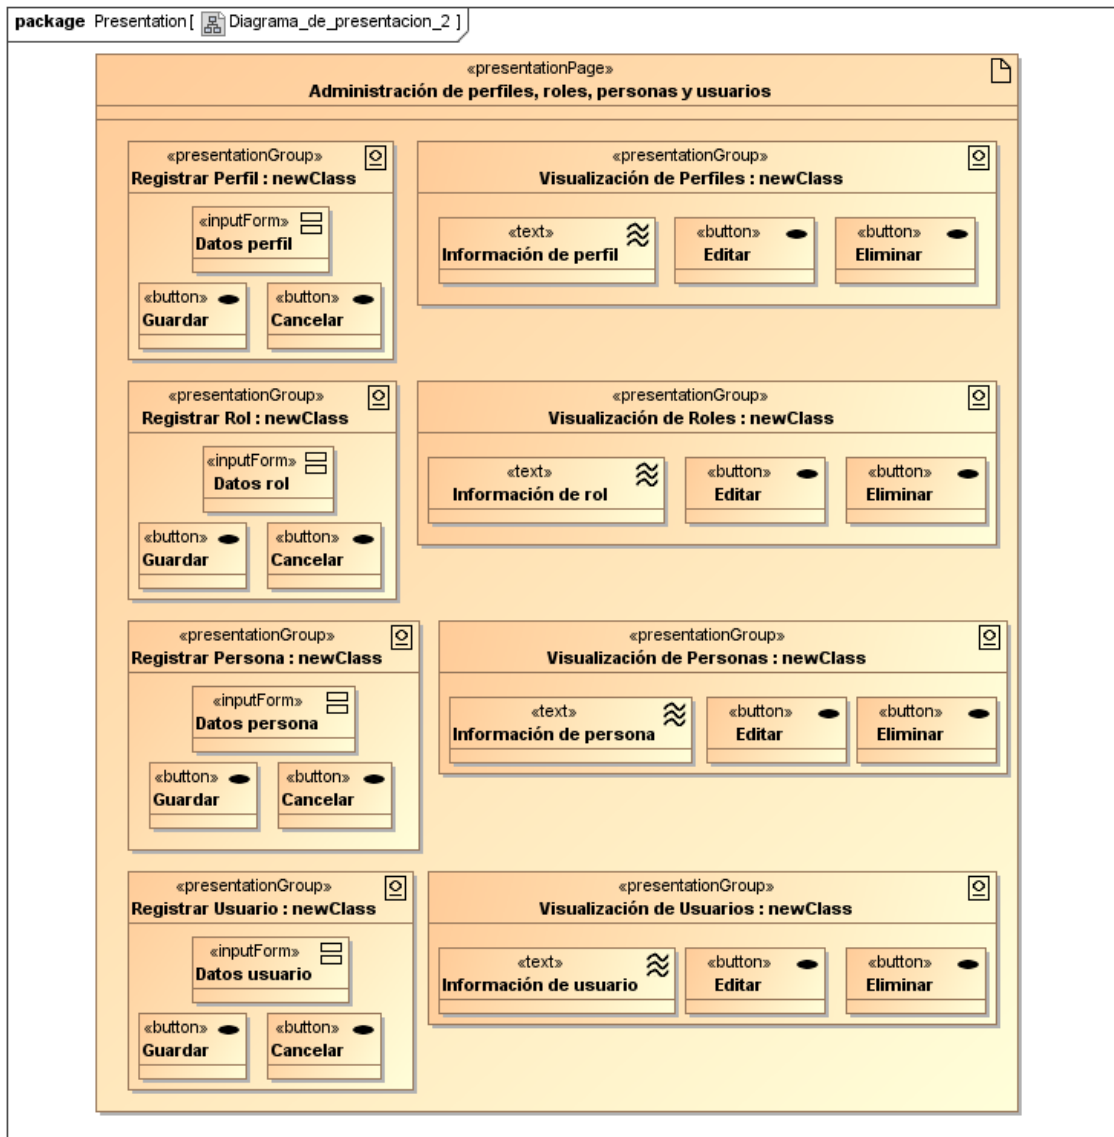 package Presentation [ Diagrama_de_presentacion_2 ]
«presentationPage»
Administración de perfiles, roles, personas y usuarios
«presentationGroup»
Registrar Perfil : newClass
«inputForm»
Datos perfil
«button»
Guardar
«button»
Cancelar
«presentationGroup»
Visualización de Perfiles : newClass
«text»
Información de perfil
«button»
Editar
«button»
Eliminar
«presentationGroup»
Registrar Rol : newClass
«inputForm»
Datos rol
«button»
Guardar
«button»
Cancelar
«presentationGroup»
Visualización de Roles : newClass
«text»
Información de rol
«button»
Editar
«button»
Eliminar
«presentationGroup»
Registrar Persona : newClass
«inputForm»
Datos persona
«button»
Guardar
«button»
Cancelar
«presentationGroup»
Visualización de Personas : newClass
«text»
Información de persona
«button»
Editar
«button»
Eliminar
«presentationGroup»
Registrar Usuario : newClass
«inputForm»
Datos usuario
«button»
Guardar
«button»
Cancelar
«presentationGroup»
Visualización de Usuarios : newClass
«text»
Información de usuario
«button»
Editar
«button»
Eliminar